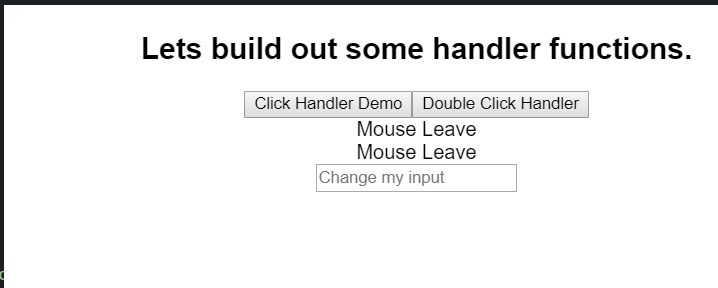 Lets build out some handler functions.
Click Handler Demo Double Click Handler
Mouse Leave
Mouse Leave
Change my input